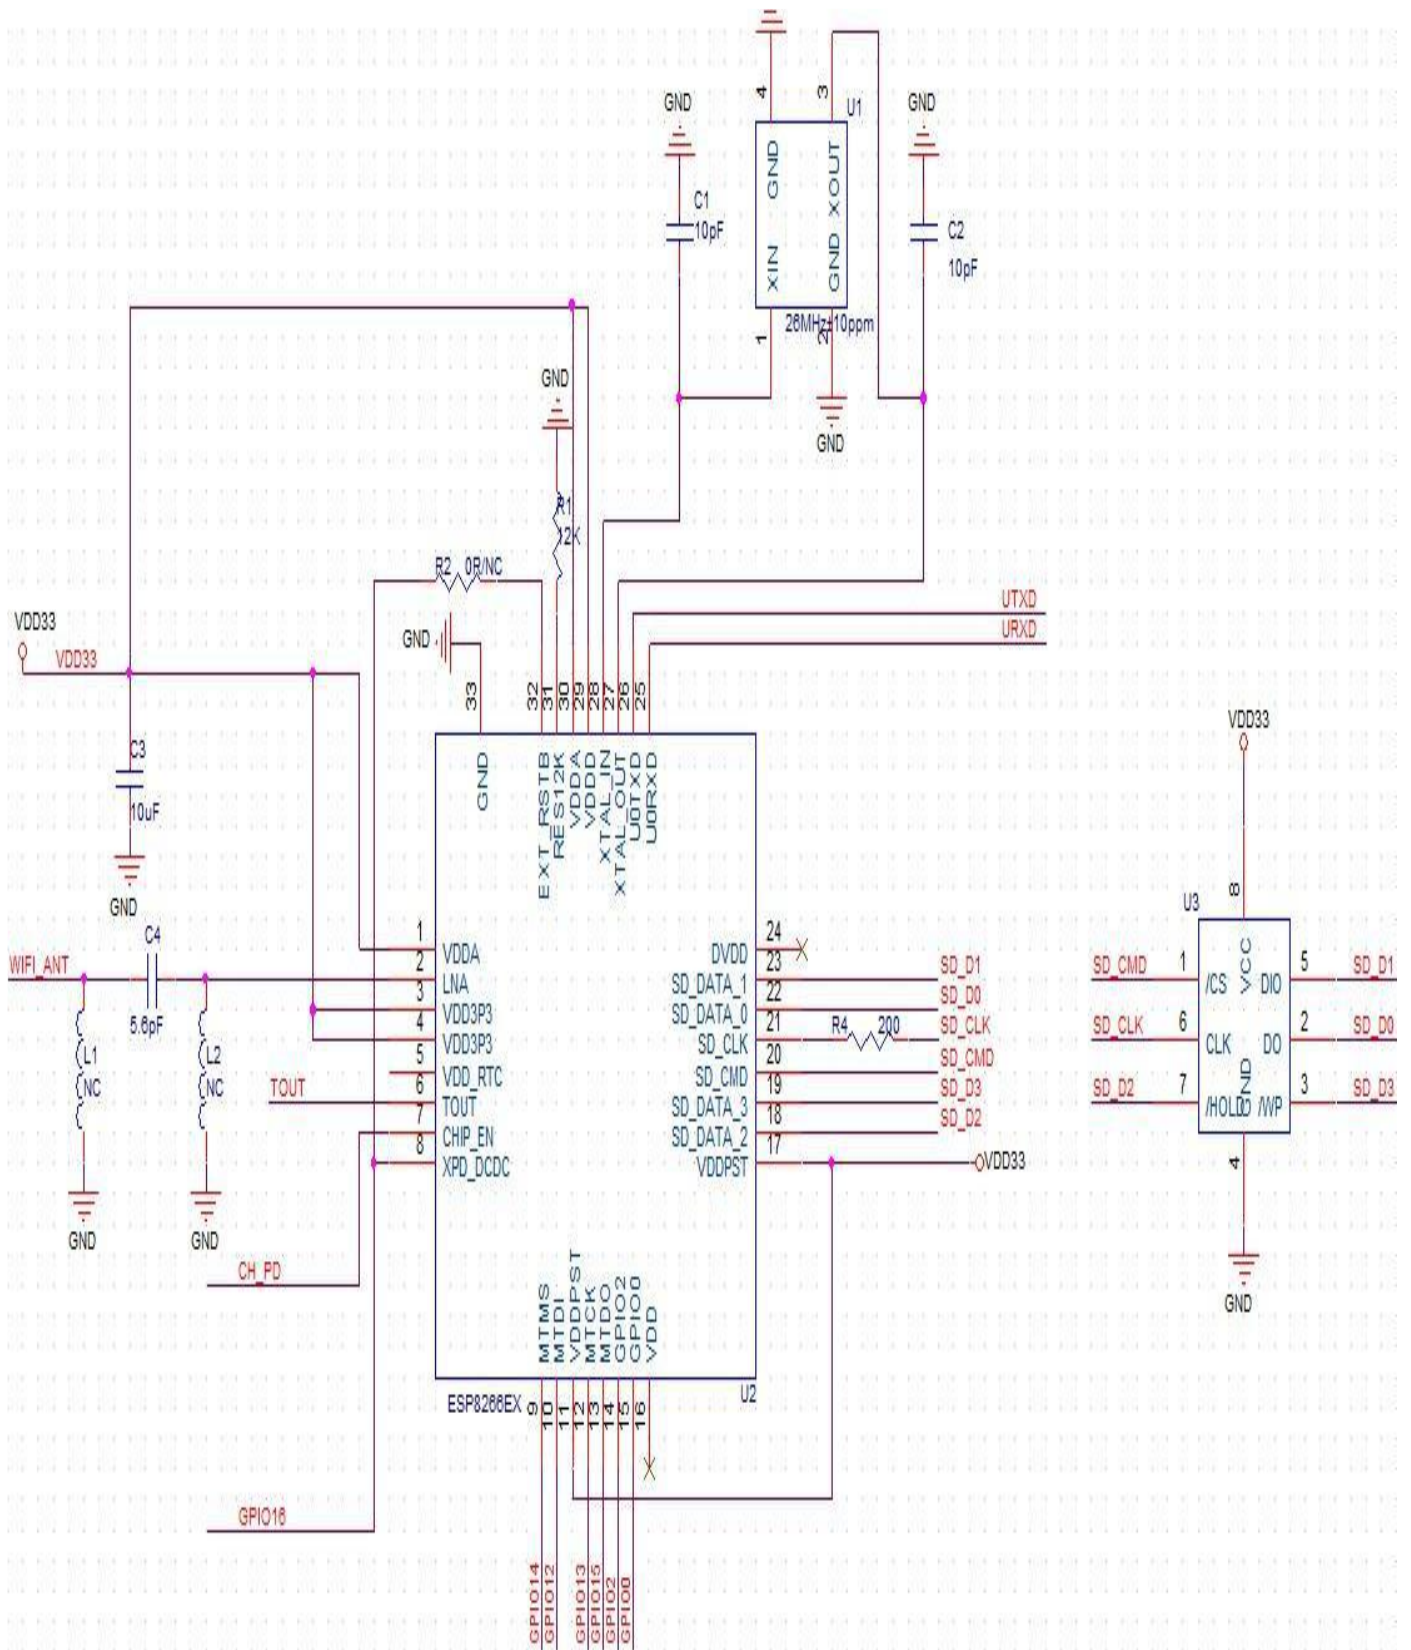 4
3
U1
GND
GND
C1
10pF
C2
10pF
GND
XOUT
XIN
GND
26MHz±10ppm
1
2
GND
GND
R1
12K
R2 0R/NC
UTXD
URXD
GND
VDD33
VDD33
33
32
31
30
29
28
27
26
25
C3
10uF
GND
GND
EXT_RSTB
RES12K
VDDA
VDDD
XTAL_IN
XTAL_OUT
U0TXD
U0RXD
VDD33
8
U3
C4
WIFI_ANT
5.6pF
L1
NC
L2
NC
GND
GND
TOUT
CH_PD
GPIO16
1
VDDA
2
LNA
3
VDD3P3
4
VDD3P3
5
VDD_RTC
6
TOUT
7
CHIP_EN
8
XPD_DCDC
24
DVDD
23
SD_DATA_1
SD_D1
22
SD_DATA_0
SD_D0
21
SD_CLK
R4 200
SD_CLK
20
SD_CMD
SD_CMD
19
SD_DATA_3
SD_D3
18
SD_DATA_2
SD_D2
17
VDDPST
VDD33
SD_CMD
1
/CS
VCC
DIO
5
SD_D1
SD_CLK
6
CLK
DO
2
SD_D0
SD_D2
7
/HOLD
GND
/WP
3
SD_D3
4
GND
MTMS
MTDI
VDDPST
MTCK
MTDO
GPIO2
GPIO0
VDD
ESP8266EX
U2
9
10
11
12
13
14
15
16
GPIO14
GPIO12
GPIO13
GPIO15
GPIO2
GPIO0